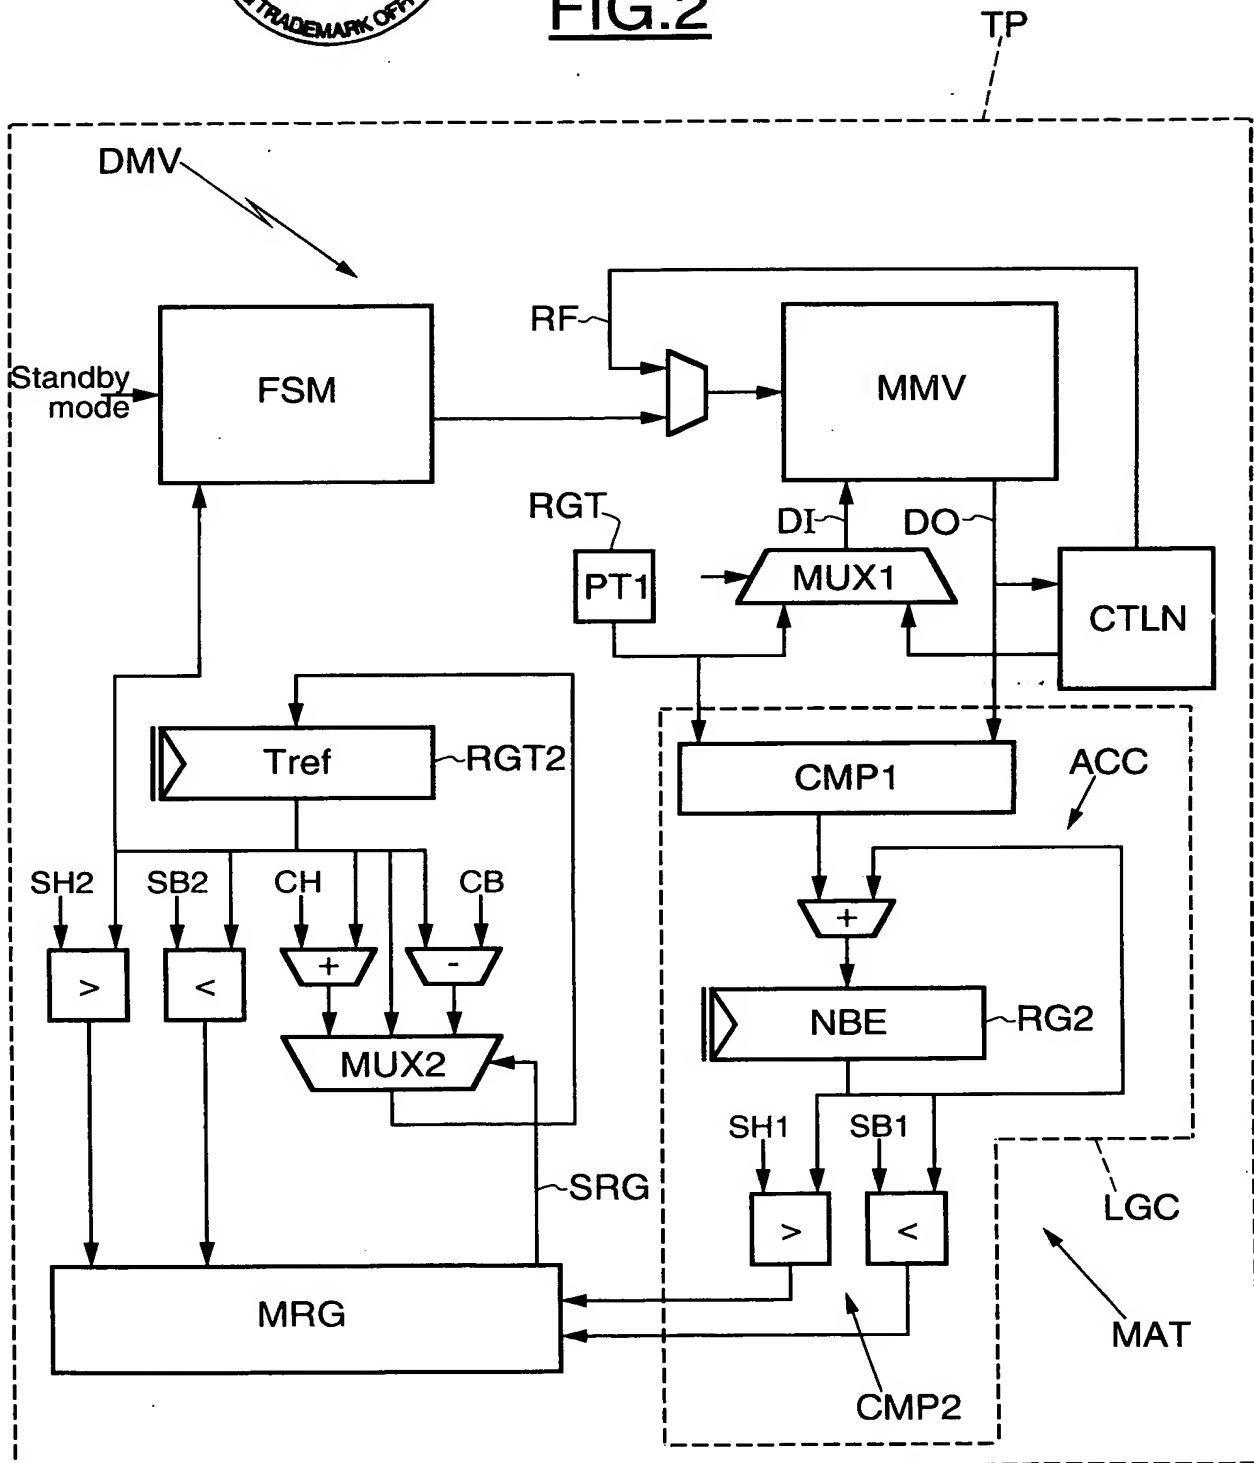 TRADEMARK OFF
FIG.2
TP
DMV
RF
Standby
mode
FSM
MMV
RGT
DI
DO
PT1
MUX1
CTLN
Tref
RGT2
CMP1
ACC
SH2
SB2
CH
CB
+
>
<
+
-
NBE
RG2
MUX2
SH1
SB1
SRG
LGC
>
<
MRG
MAT
CMP2